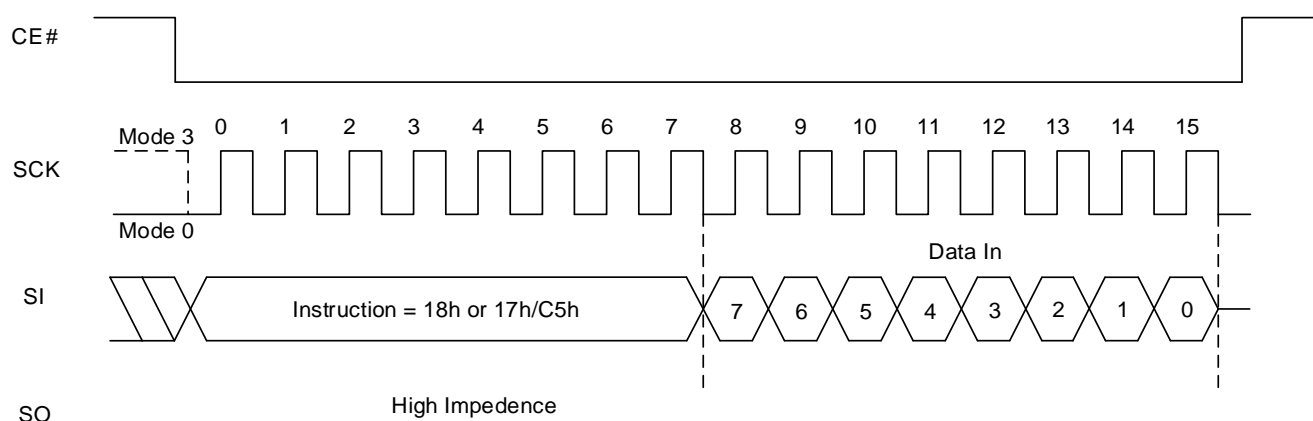 CE#
Mode 3 0 1 2 3 4 5 6 7 8 9 10 11 12 13 14 15
SCK
Mode 0
Data In
SI Instruction = 18h or 17h/C5h 7 6 5 4 3 2 1 0
High Impedence
SO